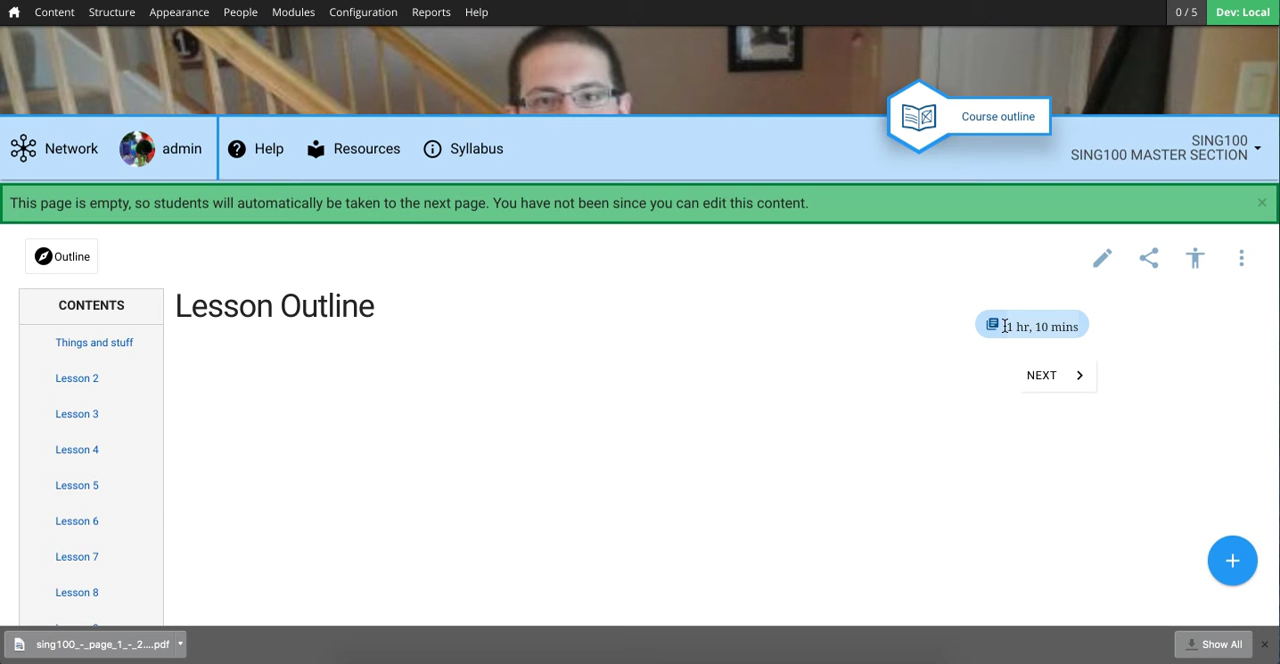 Content Structure Appearance People Modules Configuration Reports Help 0 / 5 Dev: Local
Course outline
Network admin Help Resources Syllabus
SING100
SING100 MASTER SECTION
This page is empty, so students will automatically be taken to the next page. You have not been since you can edit this content. ×
Outline
CONTENTS
Lesson Outline
1 hr, 10 mins
NEXT
Things and stuff
Lesson 2
Lesson 3
Lesson 4
Lesson 5
Lesson 6
Lesson 7
Lesson 8
sing100_-_page_1_-_2....pdf
Show All